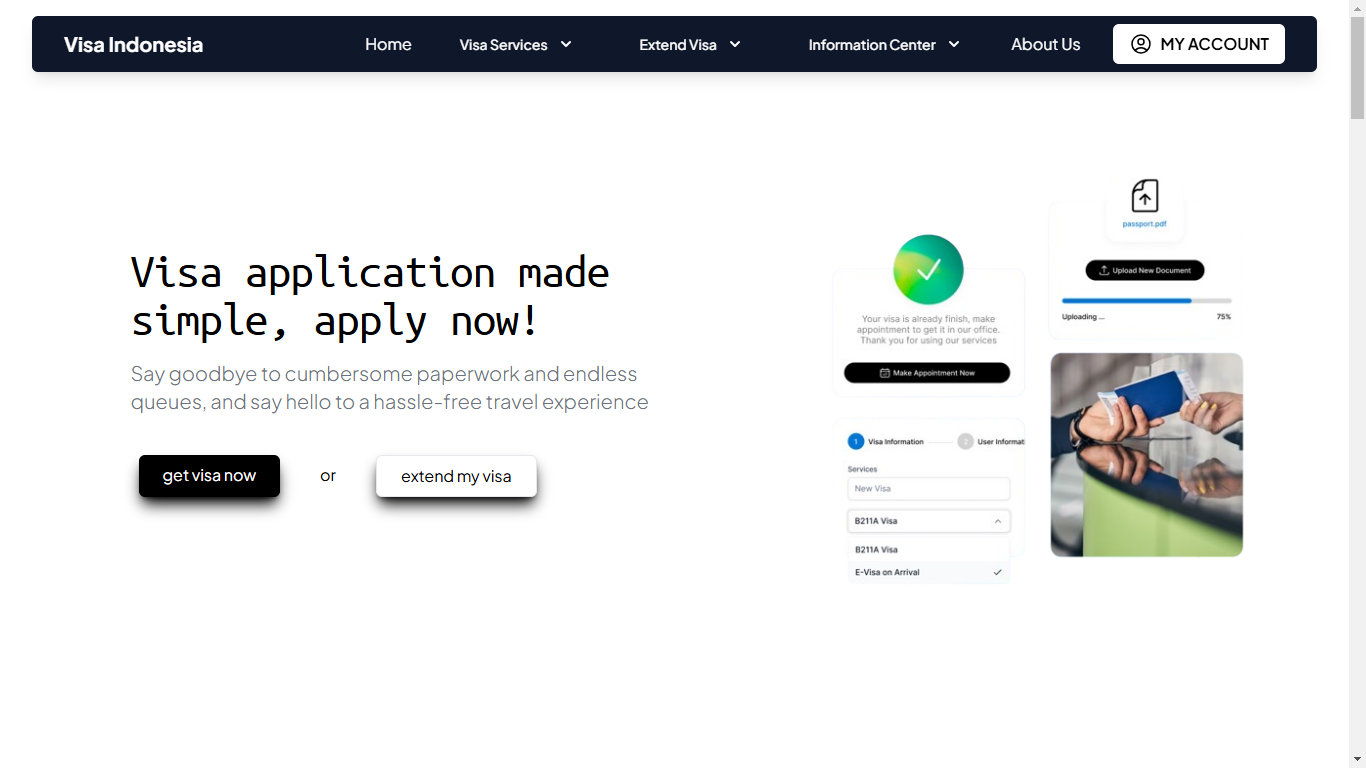 Visa Indonesia
Home
Visa Services
Extend Visa
Information Center
About Us
MY ACCOUNT
Visa application made
simple, apply now!
Say goodbye to cumbersome paperwork and endless
queues, and say hello to a hassle-free travel experience
get visa now
or
extend my visa
Your visa is already finish, make
appointment to get it in our office.
Thank you for using our services
Make Appointment Now
1
Visa Information
2
User Informat
Services
New Visa
B211A Visa
B211A Visa
E-Visa on Arrival
passport.pdf
Upload New Document
Uploading ...
75%